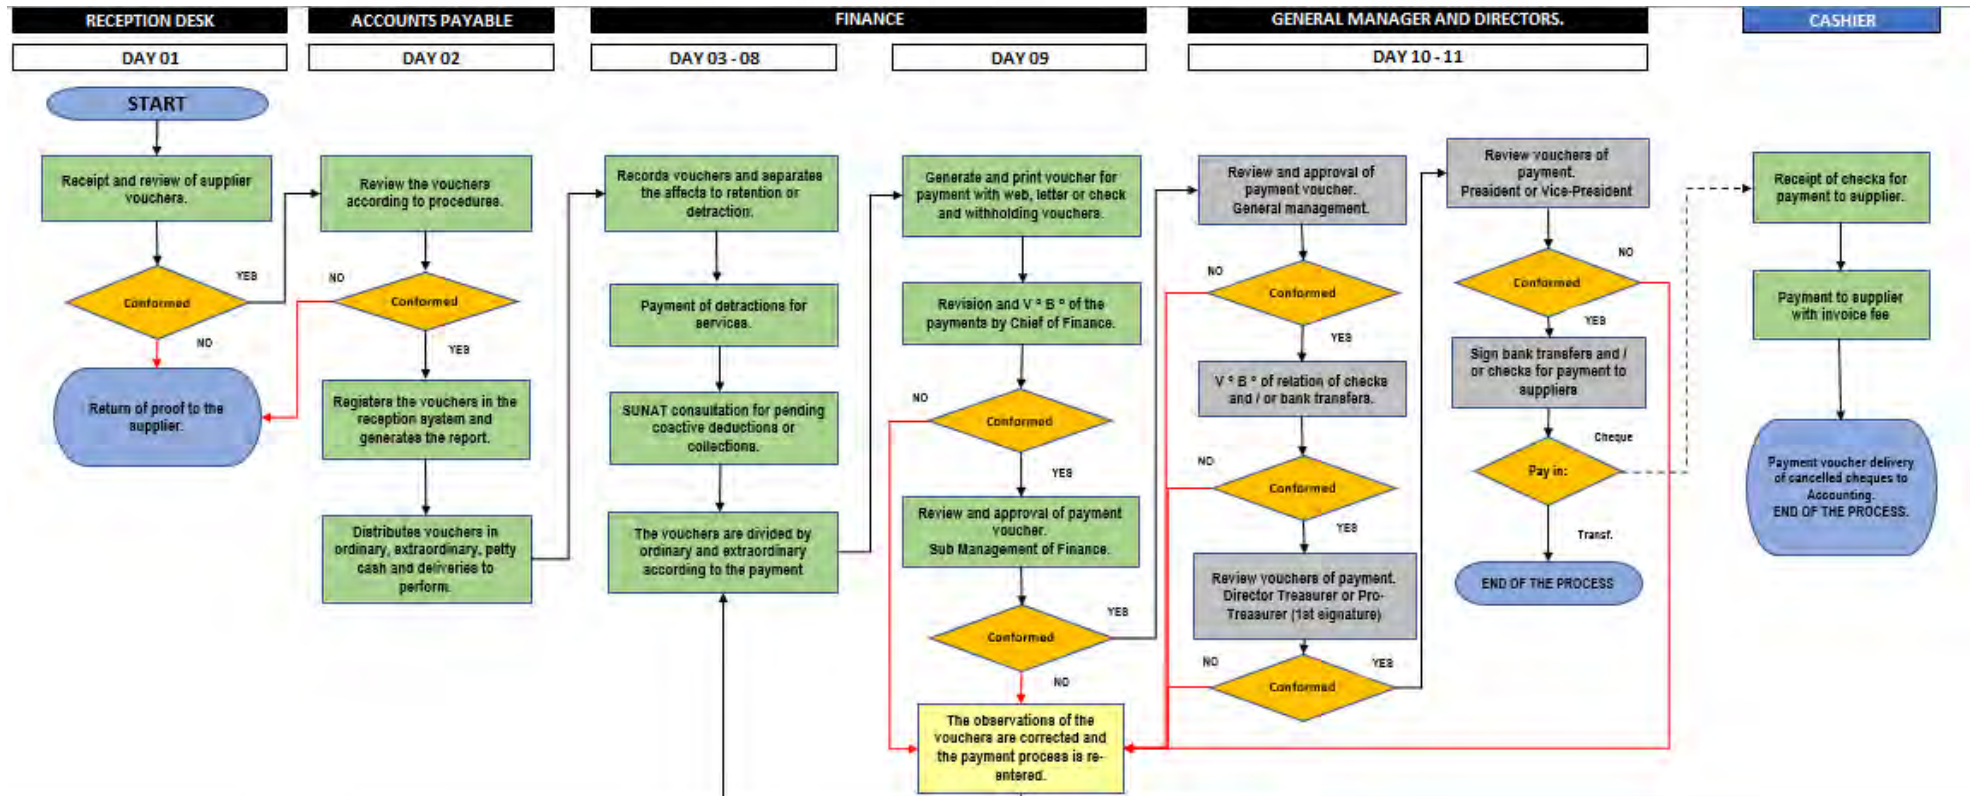 RECEPTION DESK
DAY 01
START
Receipt and review of supplier
vouchers.
YES
Conformed
NO
Return of proof to the
supplier.
ACCOUNTS PAYABLE
DAY 02
Review the vouchers
according to procedures.
NO
Conformed
YES
Registers the vouchers in the
reception system and
generates the report.
Distributes vouchers in
ordinary, extraordinary, petty
cash and deliveries to
perform.
FINANCE
DAY 03 - 08
Records vouchers and separates
the affects to retention or
detraction.
Payment of detractions for
services.
SUNAT consultation for pending
coactive deductions or
collections.
The vouchers are divided by
ordinary and extraordinary
according to the payment
DAY 09
Generate and print voucher for
payment with web, letter or check
and withholding vouchers.
Revision and V ° B ° of the
payments by Chief of Finance.
NO
Conformed
YES
Review and approval of payment
voucher.
Sub Management of Finance.
YES
Conformed
NO
The observations of the
vouchers are corrected and
the payment process is re-
entered.
GENERAL MANAGER AND DIRECTORS.
DAY 10 - 11
Review and approval of
payment voucher.
General management.
NO
Conformed
YES
V ° B ° of relation of checks
and / or bank transfers.
NO
Conformed
YES
Review vouchers of payment.
Director Treasurer or Pro-
Treasurer (1st signature)
NO
YES
Conformed
Review vouchers of
payment.
President or Vice-President
NO
Conformed
YES
Sign bank transfers and /
or checks for payment to
suppliers
Cheque
Pay in:
Transf.
END OF THE PROCESS
CASHIER
Receipt of checks for
payment to supplier.
Payment to supplier
with invoice fee
Payment voucher delivery
of cancelled cheques to
Accounting.
END OF THE PROCESS.